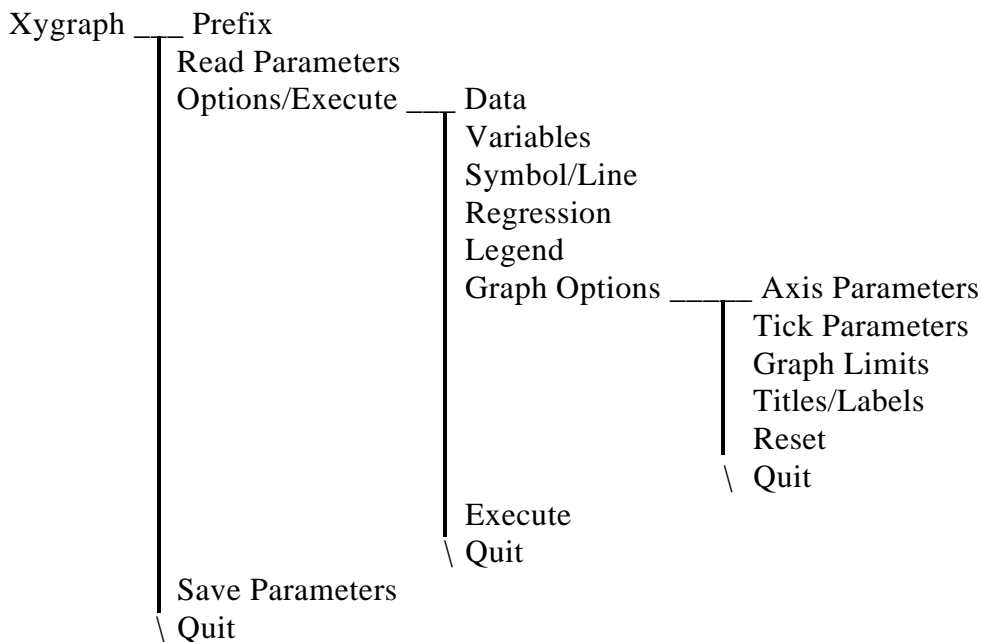 Xygraph ___ Prefix
Read Parameters
Options/Execute ___ Data
Variables
Symbol/Line
Regression
Legend
Graph Options _____ Axis Parameters
Tick Parameters
Graph Limits
Titles/Labels
Reset
\ Quit
Execute
\ Quit
Save Parameters
\ Quit